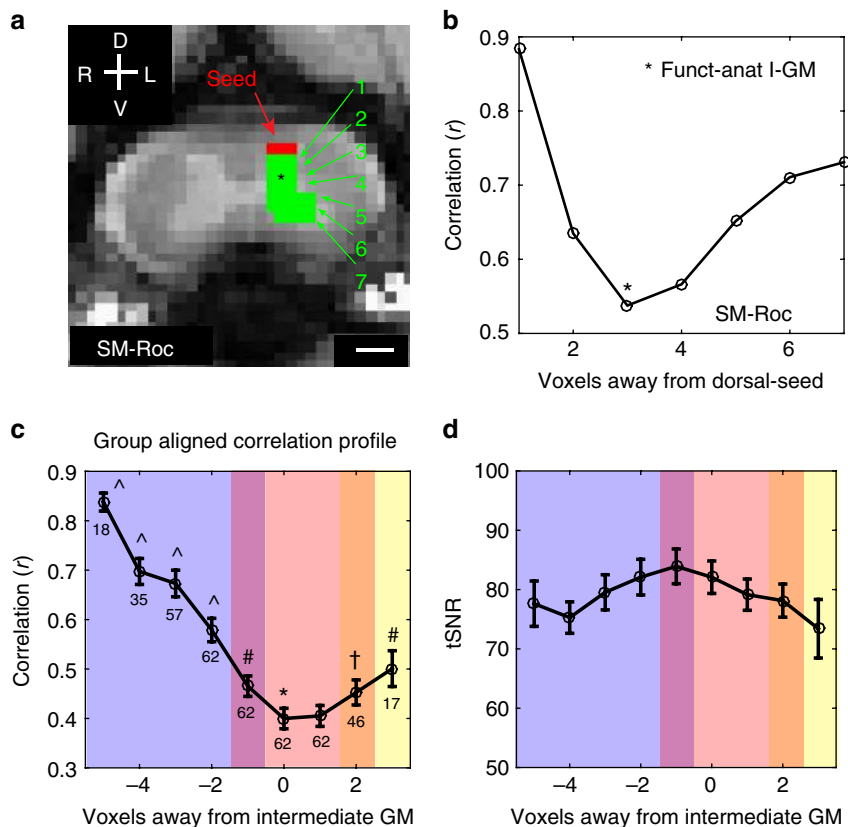 a
D
R L
V
Seed
1
2
3
4
5
6
7
*
SM-Roc
b
0.9
0.8
0.7
0.6
0.5
Correlation (r)
* Funct-anat I-GM
*
SM-Roc
2 4 6
Voxels away from dorsal-seed
c
Group aligned correlation profile
0.9
0.8
0.7
0.6
0.5
0.4
0.3
Correlation (r)
^ ^ ^ ^ # * † #
18 35 57 62 62 62 62 46 17
−4 −2 0 2
Voxels away from intermediate GM
d
100
90
80
70
60
50
tSNR
−4 −2 0 2
Voxels away from intermediate GM